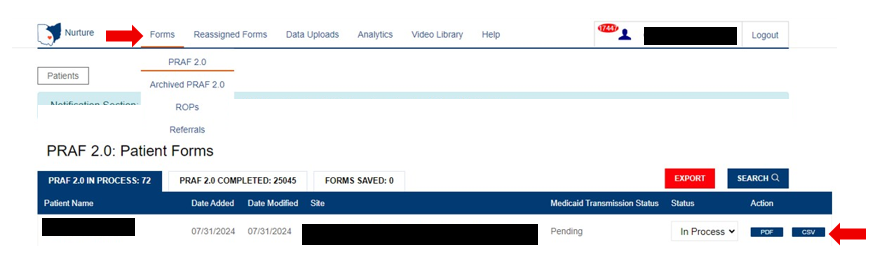 Nurture Forms Reassigned Forms Data Uploads Analytics Video Library Help 1744 Logout
PRAF 2.0
Patients
Archived PRAF 2.0
Notification Section:
ROPs
Referrals
PRAF 2.0: Patient Forms
PRAF 2.0 IN PROCESS: 72 PRAF 2.0 COMPLETED: 25045 FORMS SAVED: 0 EXPORT SEARCH
Patient Name Date Added Date Modified Site Medicaid Transmission Status Status Action
07/31/2024 07/31/2024 Pending In Process PDF CSV